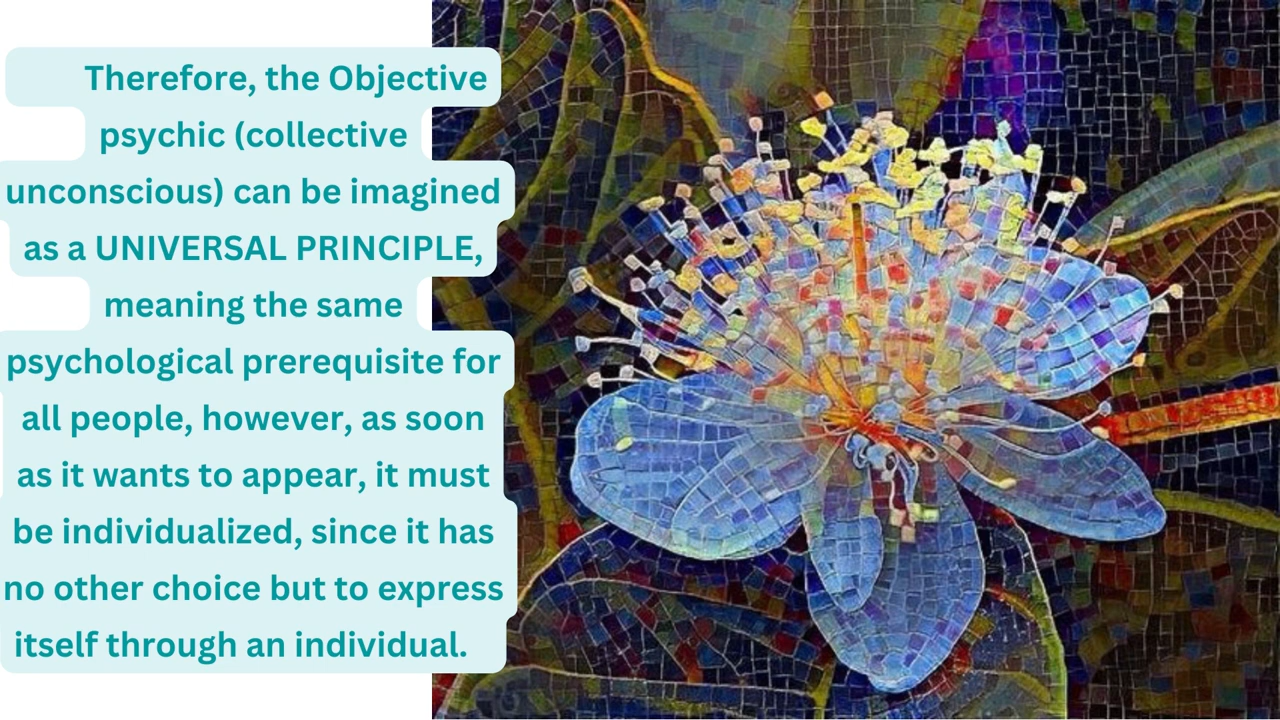 Therefore, the Objective
psychic (collective
unconscious) can be imagined
as a UNIVERSAL PRINCIPLE,
meaning the same
psychological prerequisite for
all people, however, as soon
as it wants to appear, it must
be individualized, since it has
no other choice but to express
itself through an individual.